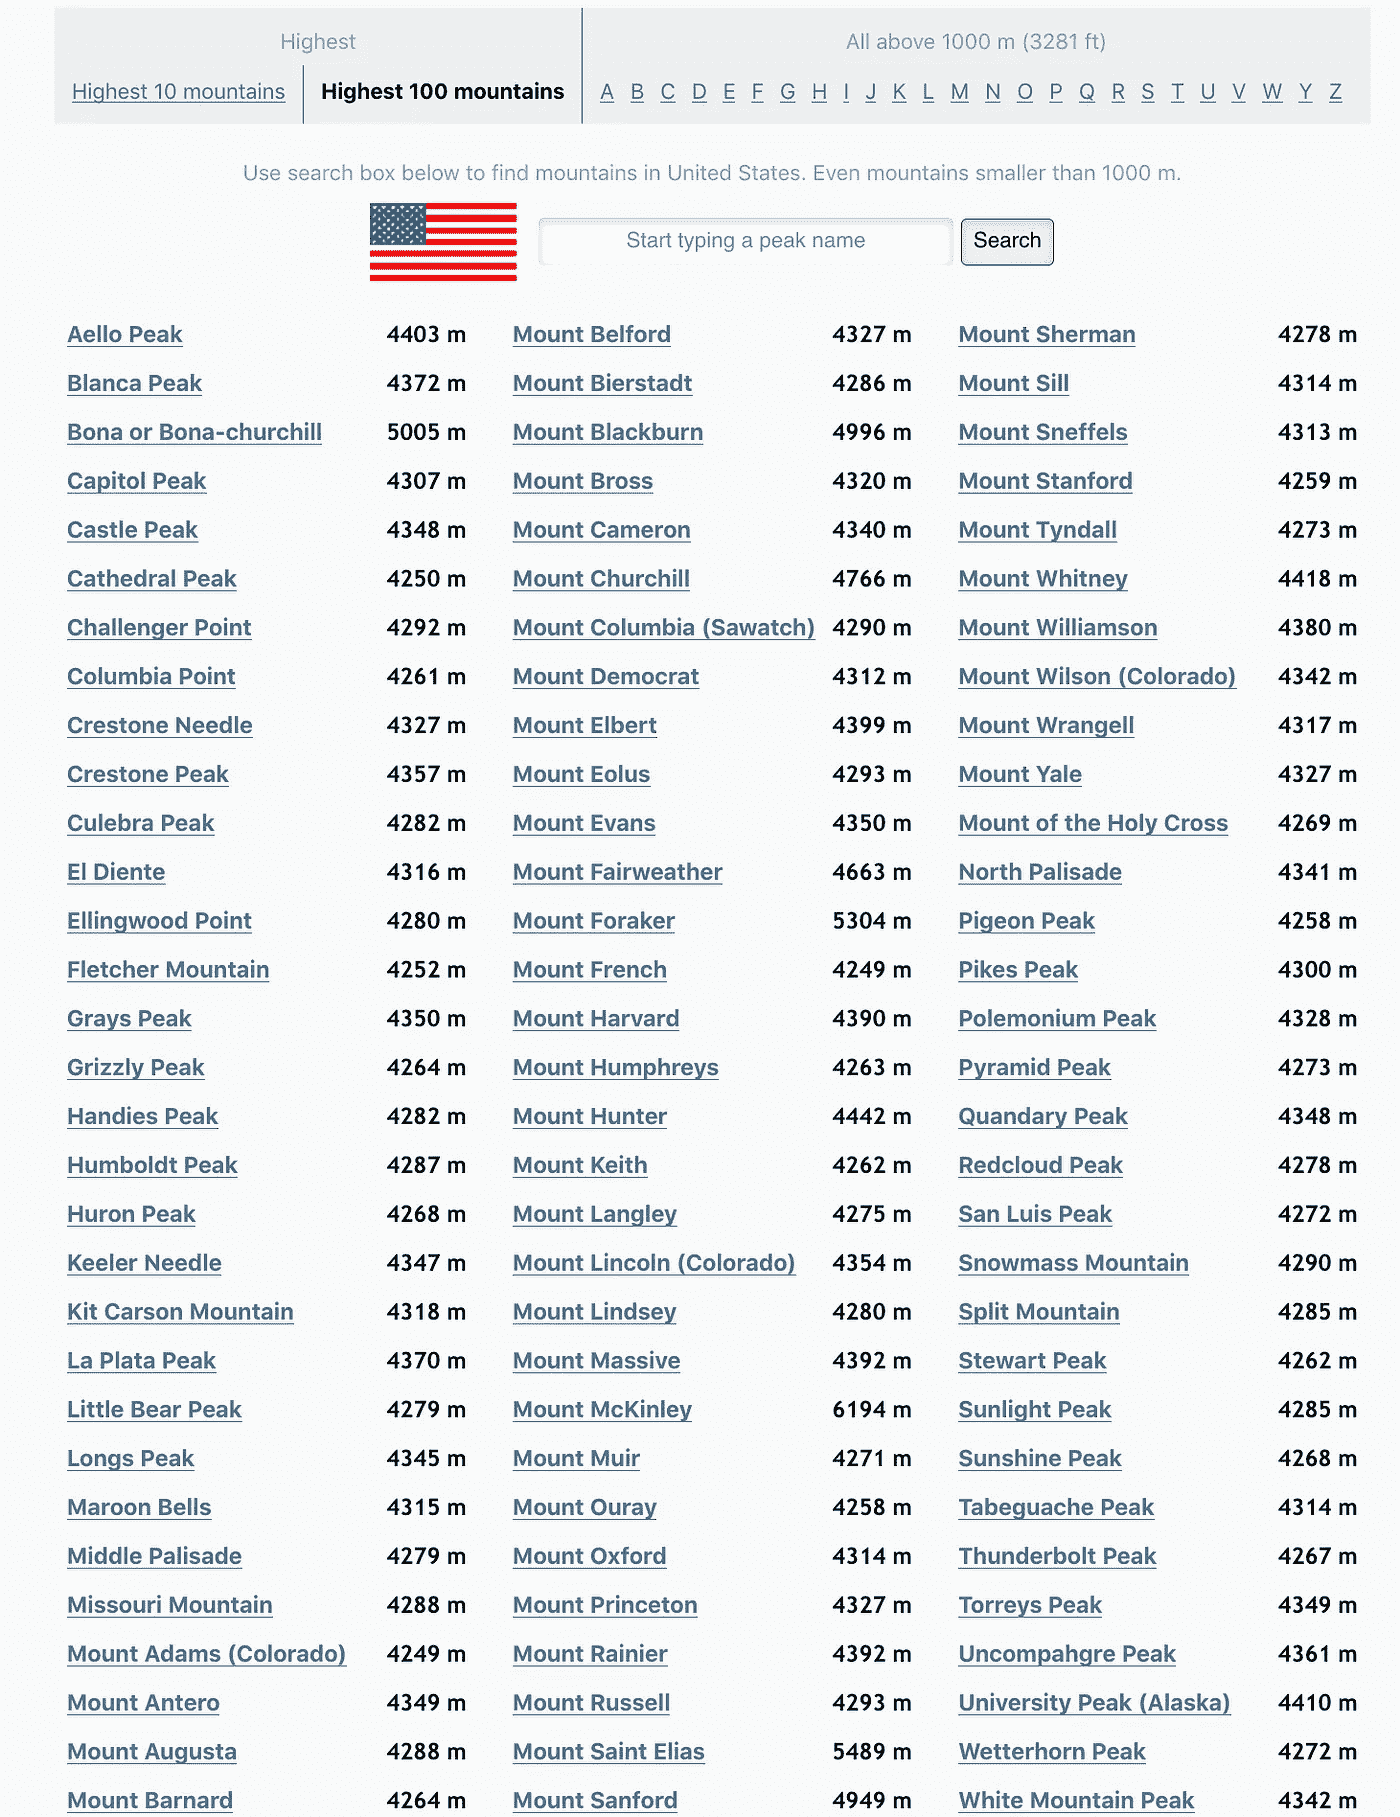 Highest
All above 1000 m (3281 ft)
Highest 10 mountains Highest 100 mountains A B C D E F G H I J K L M N O P Q R S T U V W Y Z
Use search box below to find mountains in United States. Even mountains smaller than 1000 m.
Start typing a peak name Search
Aello Peak 4403 m Mount Belford 4327 m Mount Sherman 4278 m
Blanca Peak 4372 m Mount Bierstadt 4286 m Mount Sill 4314 m
Bona or Bona-churchill 5005 m Mount Blackburn 4996 m Mount Sneffels 4313 m
Capitol Peak 4307 m Mount Bross 4320 m Mount Stanford 4259 m
Castle Peak 4348 m Mount Cameron 4340 m Mount Tyndall 4273 m
Cathedral Peak 4250 m Mount Churchill 4766 m Mount Whitney 4418 m
Challenger Point 4292 m Mount Columbia (Sawatch) 4290 m Mount Williamson 4380 m
Columbia Point 4261 m Mount Democrat 4312 m Mount Wilson (Colorado) 4342 m
Crestone Needle 4327 m Mount Elbert 4399 m Mount Wrangell 4317 m
Crestone Peak 4357 m Mount Eolus 4293 m Mount Yale 4327 m
Culebra Peak 4282 m Mount Evans 4350 m Mount of the Holy Cross 4269 m
El Diente 4316 m Mount Fairweather 4663 m North Palisade 4341 m
Ellingwood Point 4280 m Mount Foraker 5304 m Pigeon Peak 4258 m
Fletcher Mountain 4252 m Mount French 4249 m Pikes Peak 4300 m
Grays Peak 4350 m Mount Harvard 4390 m Polemonium Peak 4328 m
Grizzly Peak 4264 m Mount Humphreys 4263 m Pyramid Peak 4273 m
Handies Peak 4282 m Mount Hunter 4442 m Quandary Peak 4348 m
Humboldt Peak 4287 m Mount Keith 4262 m Redcloud Peak 4278 m
Huron Peak 4268 m Mount Langley 4275 m San Luis Peak 4272 m
Keeler Needle 4347 m Mount Lincoln (Colorado) 4354 m Snowmass Mountain 4290 m
Kit Carson Mountain 4318 m Mount Lindsey 4280 m Split Mountain 4285 m
La Plata Peak 4370 m Mount Massive 4392 m Stewart Peak 4262 m
Little Bear Peak 4279 m Mount McKinley 6194 m Sunlight Peak 4285 m
Longs Peak 4345 m Mount Muir 4271 m Sunshine Peak 4268 m
Maroon Bells 4315 m Mount Ouray 4258 m Tabeguache Peak 4314 m
Middle Palisade 4279 m Mount Oxford 4314 m Thunderbolt Peak 4267 m
Missouri Mountain 4288 m Mount Princeton 4327 m Torreys Peak 4349 m
Mount Adams (Colorado) 4249 m Mount Rainier 4392 m Uncompahgre Peak 4361 m
Mount Antero 4349 m Mount Russell 4293 m University Peak (Alaska) 4410 m
Mount Augusta 4288 m Mount Saint Elias 5489 m Wetterhorn Peak 4272 m
Mount Barnard 4264 m Mount Sanford 4949 m White Mountain Peak 4342 m